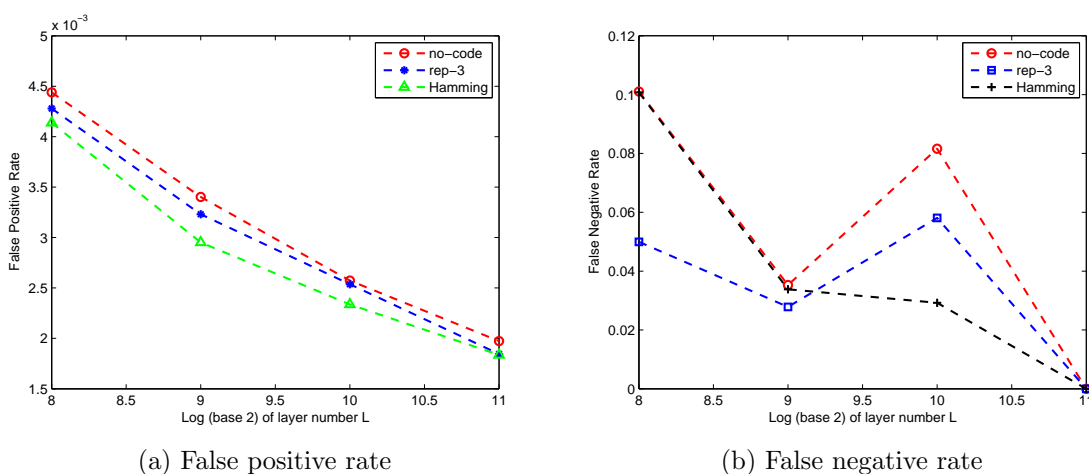 × 10⁻³
5
4.5
4
3.5
3
2.5
2
1.5
False Positive Rate
no−code
rep−3
Hamming
8 8.5 9 9.5 10 10.5 11
Log (base 2) of layer number L
(a) False positive rate
0.12
0.1
0.08
0.06
0.04
0.02
0
False Negative Rate
no−code
rep−3
Hamming
8 8.5 9 9.5 10 10.5 11
Log (base 2) of layer number L
(b) False negative rate